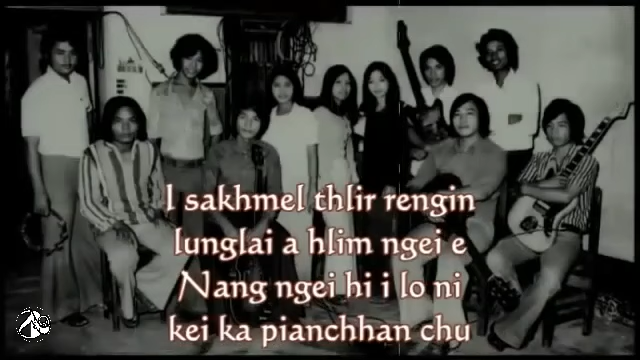 I sakhmel thlir rengin
lunglai a hlim ngei e
Nang ngei hi i lo ni
kei ka pianchhan chu